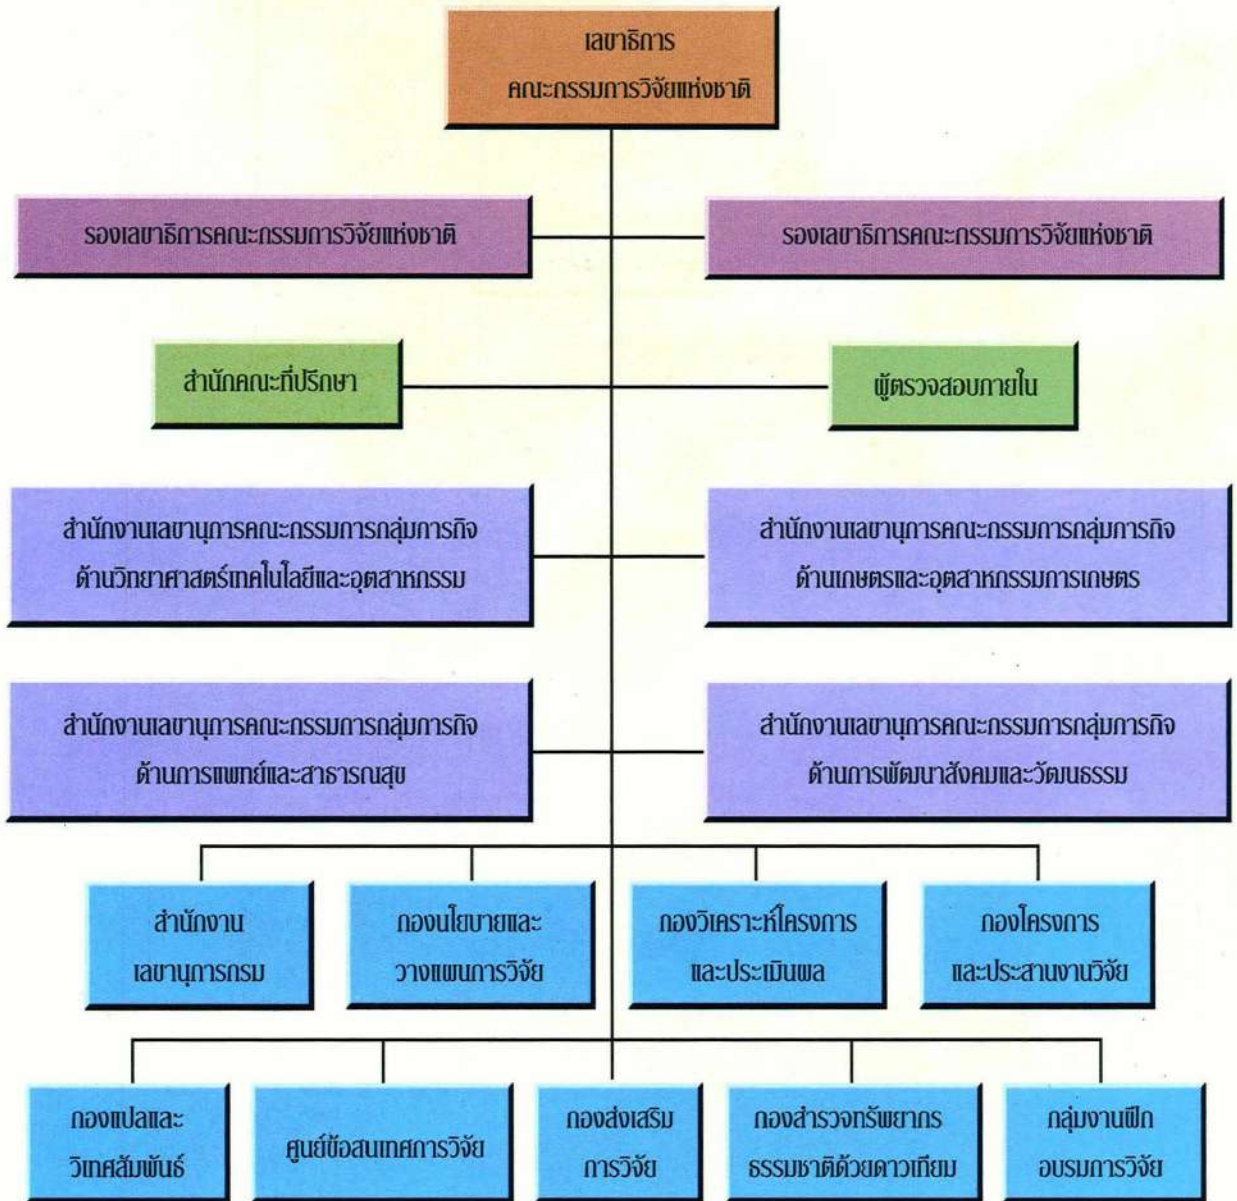 เลขาธิการ
คณะกรรมการวิจัยแห่งชาติ
รองเลขาธิการคณะกรรมการวิจัยแห่งชาติ
รองเลขาธิการคณะกรรมการวิจัยแห่งชาติ
สำนักคณะที่ปรึกษา
ผู้ตรวจสอบภายใน
สำนักงานเลขานุการคณะกรรมการกลุ่มภารกิจ
ด้านวิทยาศาสตร์เทคโนโลยีและอุตสาหกรรม
สำนักงานเลขานุการคณะกรรมการกลุ่มภารกิจ
ด้านเกษตรและอุตสาหกรรมการเกษตร
สำนักงานเลขานุการคณะกรรมการกลุ่มภารกิจ
ด้านการแพทย์และสาธารณสุข
สำนักงานเลขานุการคณะกรรมการกลุ่มภารกิจ
ด้านการพัฒนาสังคมและวัฒนธรรม
สำนักงาน
เลขานุการกรม
กองนโยบายและ
วางแผนการวิจัย
กองวิเคราะห์โครงการ
และประเมินผล
กองโครงการ
และประสานงานวิจัย
กองแปลและ
วิเทศสัมพันธ์
ศูนย์ข้อสนเทศการวิจัย
กองส่งเสริม
การวิจัย
กองสำรวจทรัพยากร
ธรรมชาติด้วยดาวเทียม
กลุ่มงานฝึก
อบรมการวิจัย